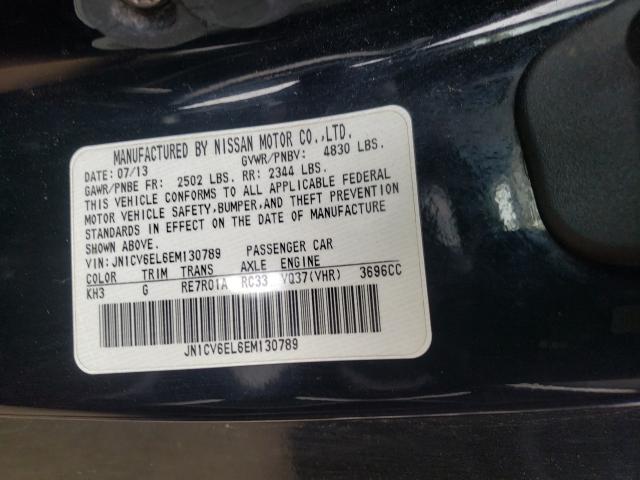 MANUFACTURED BY NISSAN MOTOR CO.,LTD.
DATE: 07/13 GVWR/PNBV: 4830 LBS.
GAWR/PNBE FR: 2502 LBS. RR: 2344 LBS.
THIS VEHICLE CONFORMS TO ALL APPLICABLE FEDERAL
MOTOR VEHICLE SAFETY,BUMPER,AND THEFT PREVENTION
STANDARDS IN EFFECT ON THE DATE OF MANUFACTURE
SHOWN ABOVE.
VIN: JN1CV6EL6EM130789 PASSENGER CAR
COLOR TRIM TRANS AXLE ENGINE
KH3 G RE7R01A RC33 VQ37(VHR) 3696CC
JN1CV6EL6EM130789